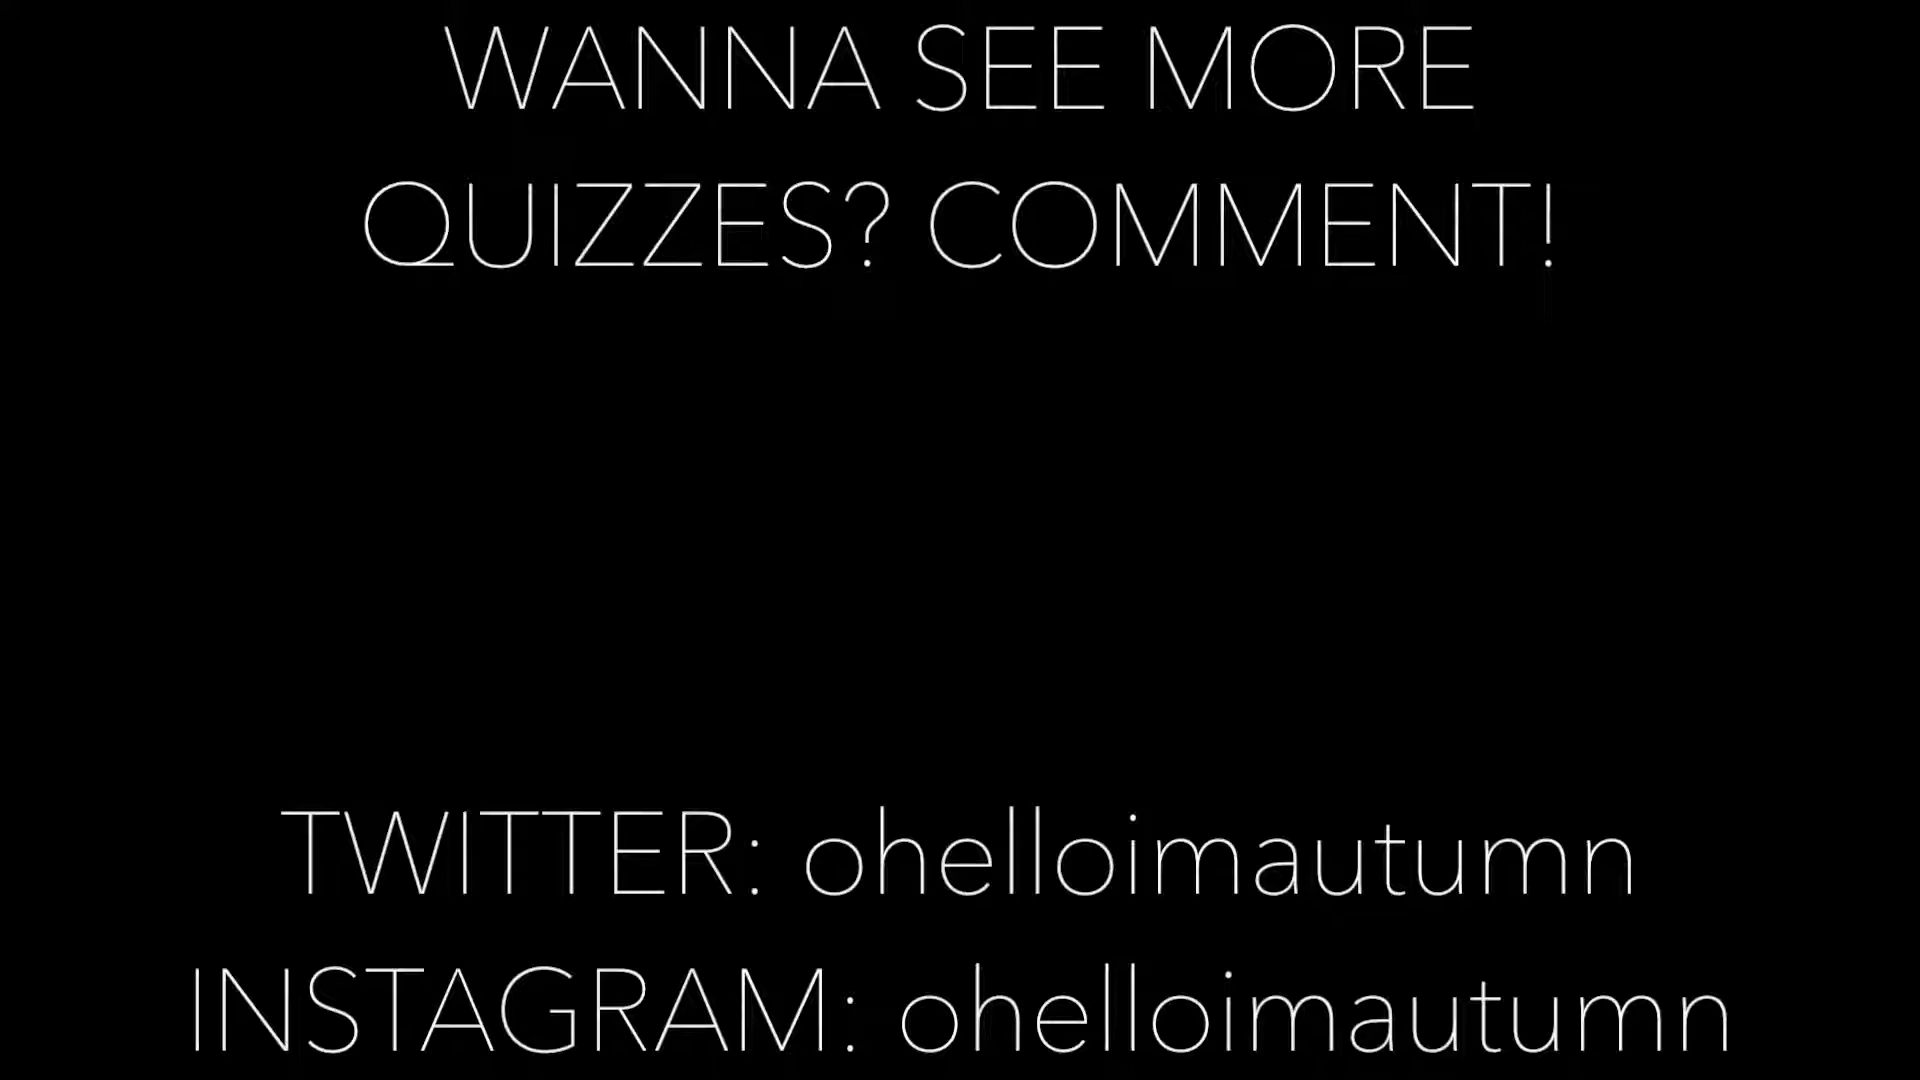 WANNA SEE MORE
QUIZZES? COMMENT!
TWITTER: ohelloimautumn
INSTAGRAM: ohelloimautumn